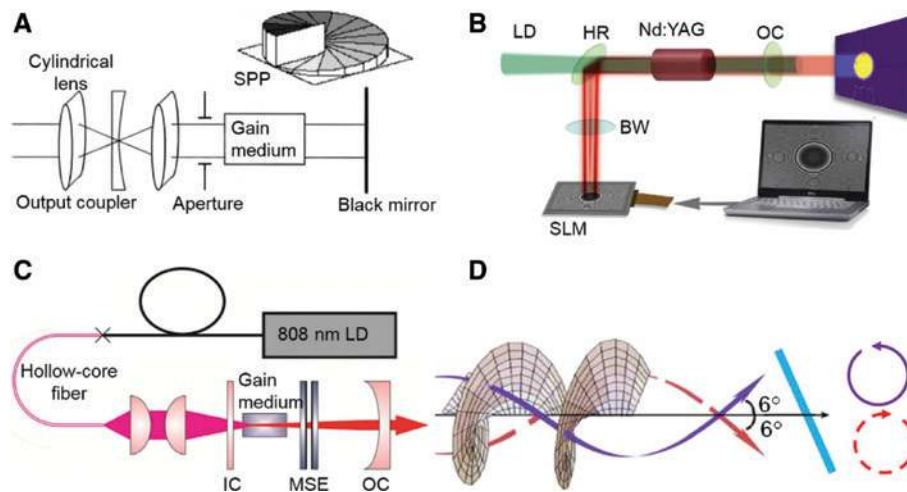 A
SPP
Cylindrical
lens
Gain
medium
Output coupler
Aperture
Black mirror
B
LD
HR
Nd:YAG
OC
BW
SLM
C
808 nm LD
Hollow-core
fiber
Gain
medium
IC
MSE
OC
D
6°
6°